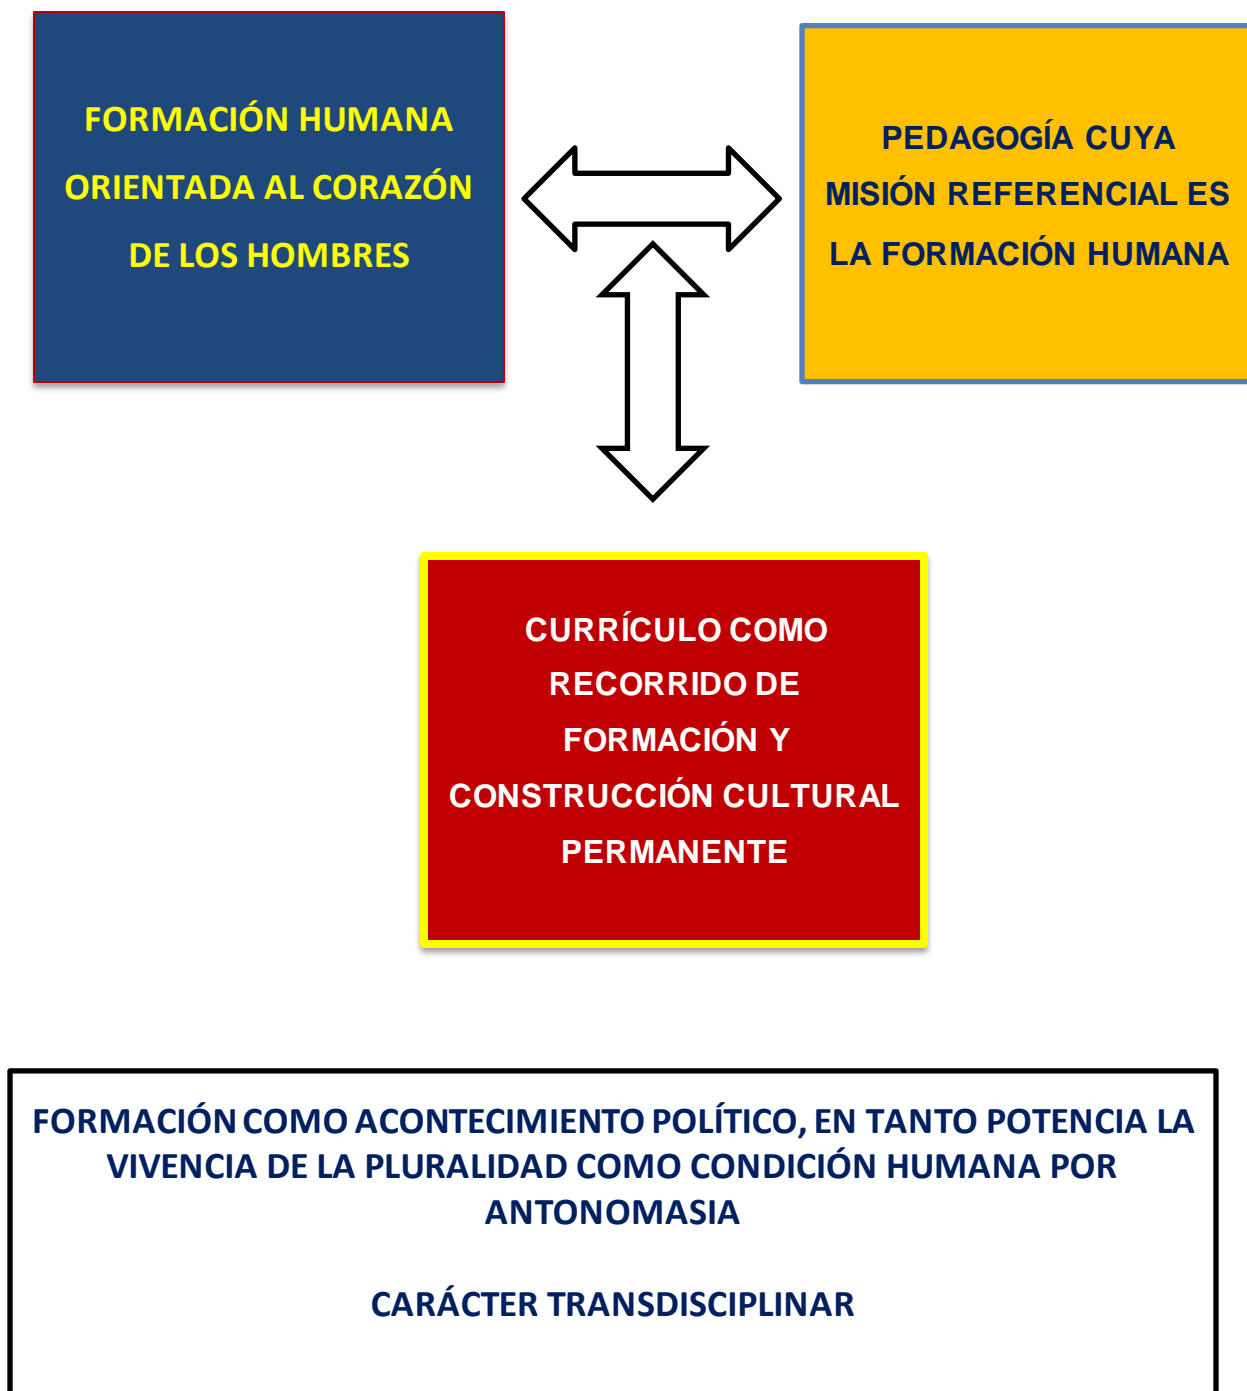 FORMACIÓN HUMANA
ORIENTADA AL CORAZÓN
DE LOS HOMBRES
PEDAGOGÍA CUYA
MISIÓN REFERENCIAL ES
LA FORMACIÓN HUMANA
CURRÍCULO COMO
RECORRIDO DE
FORMACIÓN Y
CONSTRUCCIÓN CULTURAL
PERMANENTE
FORMACIÓN COMO ACONTECIMIENTO POLÍTICO, EN TANTO POTENCIA LA
VIVENCIA DE LA PLURALIDAD COMO CONDICIÓN HUMANA POR
ANTONOMASIA
CARÁCTER TRANSDISCIPLINAR